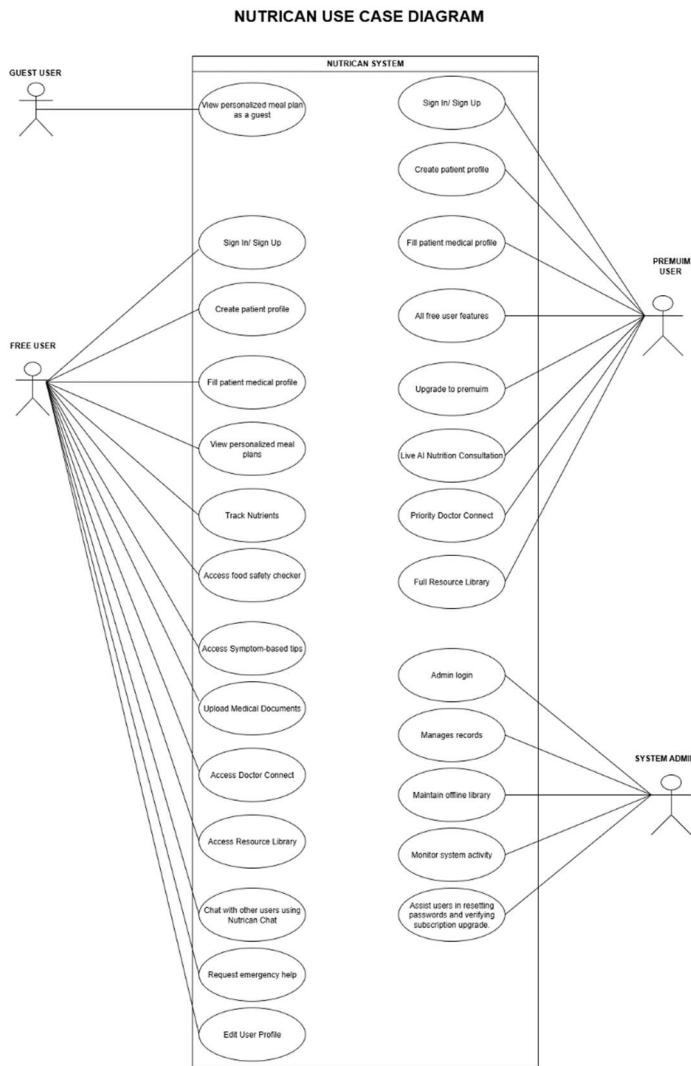 NUTRICAN USE CASE DIAGRAM
NUTRICAN SYSTEM
GUEST USER
View personalized meal plan
as a guest
FREE USER
Sign In/ Sign Up
Create patient profile
Fill patient medical profile
View personalized meal
plans
Track Nutrients
Access food safety checker
Access Symptom-based tips
Upload Medical Documents
Access Doctor Connect
Access Resource Library
Chat with other users using
Nutrican Chat
Request emergency help
Edit User Profile
Sign In/ Sign Up
Create patient profile
Fill patient medical profile
All free user features
Upgrade to premuim
Live AI Nutrition Consultation
Priority Doctor Connect
Full Resource Library
PREMUIM
USER
Admin login
Manages records
Maintain offline library
Monitor system activity
Assist users in resetting
passwords and verifying
subscription upgrade.
SYSTEM ADMIN